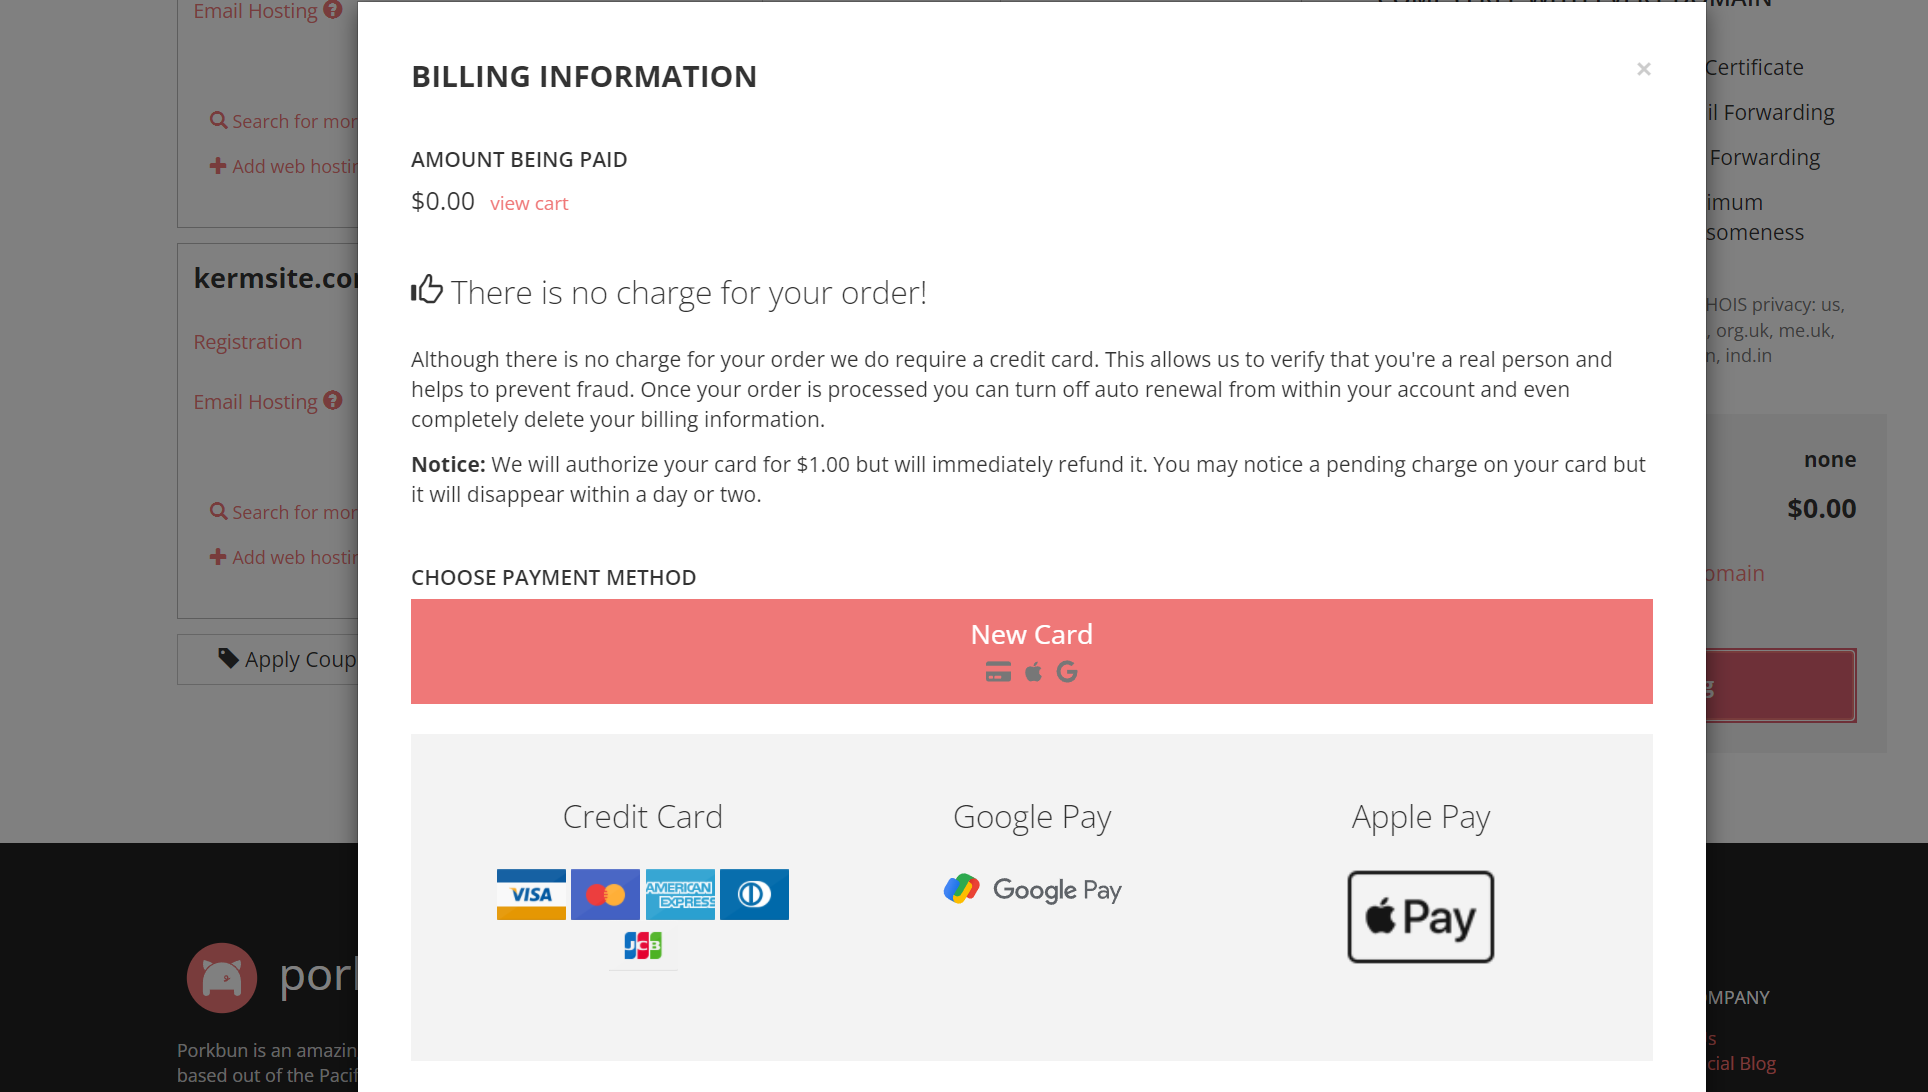 Email Hosting
Search for mor
Add web hostin
kermsite.co
Registration
Email Hosting
Search for mor
Add web hostin
Apply Coup
BILLING INFORMATION
×
AMOUNT BEING PAID
$0.00 view cart
There is no charge for your order!
Although there is no charge for your order we do require a credit card. This allows us to verify that you're a real person and
helps to prevent fraud. Once your order is processed you can turn off auto renewal from within your account and even
completely delete your billing information.
Notice: We will authorize your card for $1.00 but will immediately refund it. You may notice a pending charge on your card but
it will disappear within a day or two.
CHOOSE PAYMENT METHOD
New Card
Credit Card
VISA
AMERICAN
EXPRESS
JCB
Google Pay
Google Pay
Apple Pay
Pay
Certificate
il Forwarding
Forwarding
imum
someness
HOIS privacy: us,
, org.uk, me.uk,
n, ind.in
none
$0.00
omain
g
pork
Porkbun is an amazin
based out of the Pacif
OMPANY
s
cial Blog